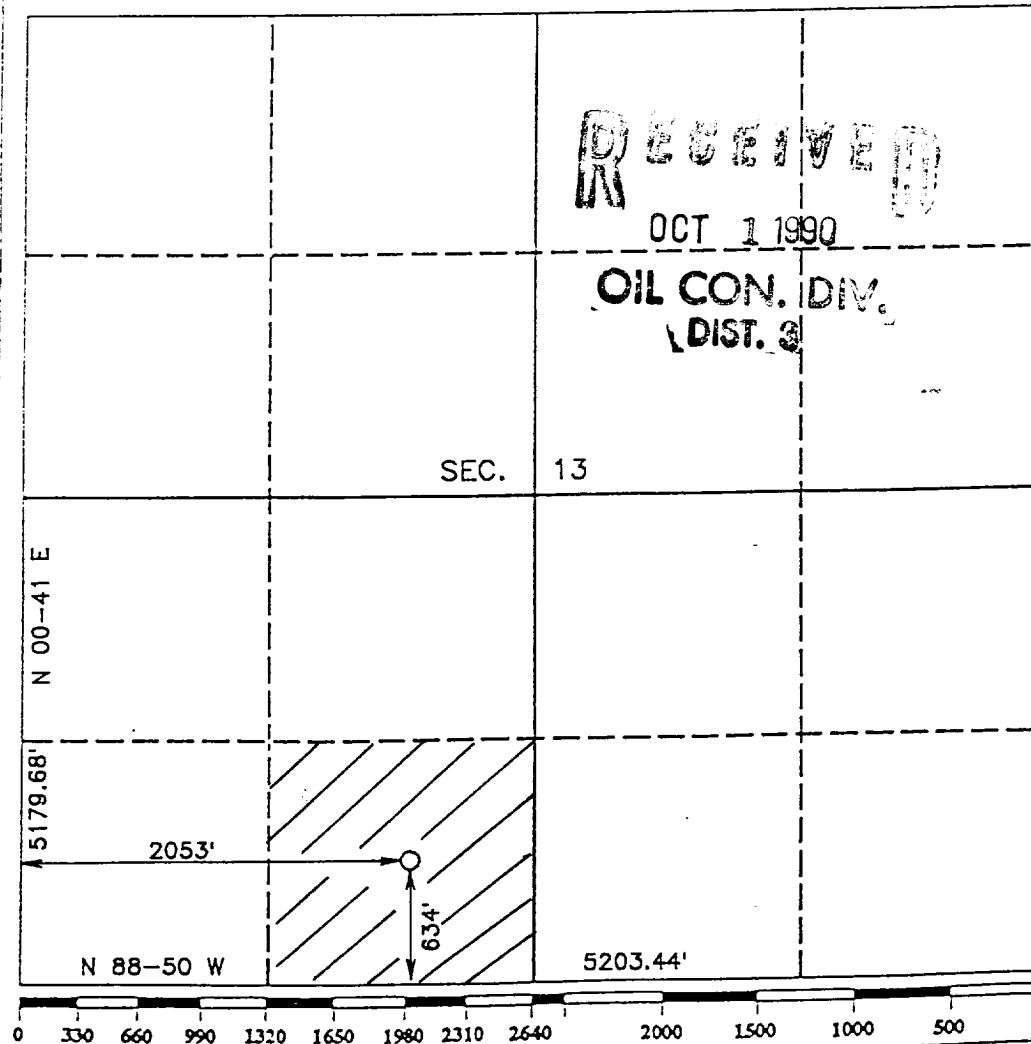 RECEIVED
OCT 1 1990
OIL CON. DIV.
DIST. 3
SEC. 13
N 00-41 E
5179.68'
2053'
634'
N 88-50 W
5203.44'
0 330 660 990 1320 1650 1980 2310 2640 2000 1500 1000 500